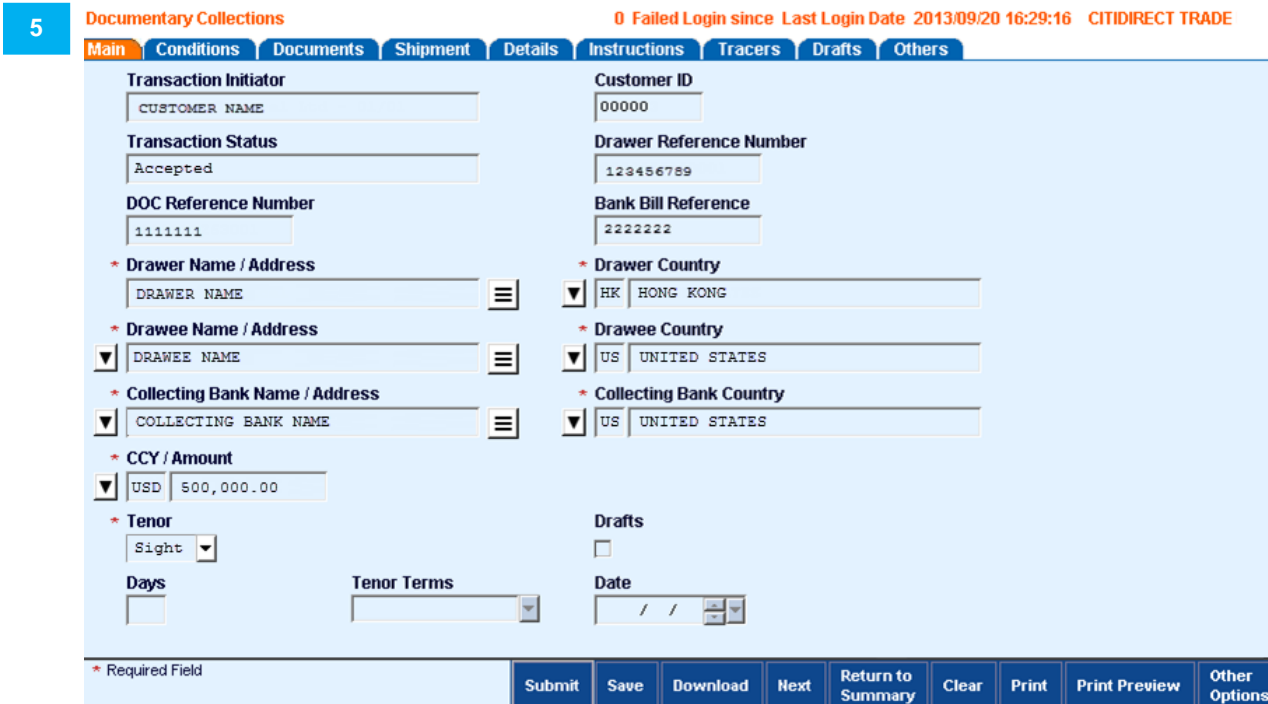 5
Documentary Collections 0 Failed Login since Last Login Date 2013/09/20 16:29:16 CITIDIRECT TRADE
Main Conditions Documents Shipment Details Instructions Tracers Drafts Others
Transaction Initiator Customer ID
CUSTOMER NAME 00000
Transaction Status Drawer Reference Number
Accepted 123456789
DOC Reference Number Bank Bill Reference
1111111 2222222
* Drawer Name / Address * Drawer Country
DRAWER NAME HK HONG KONG
* Drawee Name / Address * Drawee Country
DRAWEE NAME US UNITED STATES
* Collecting Bank Name / Address * Collecting Bank Country
COLLECTING BANK NAME US UNITED STATES
* CCY / Amount
USD 500,000.00
* Tenor Drafts
Sight
Days Tenor Terms Date
/ /
* Required Field
Submit Save Download Next Return to Summary Clear Print Print Preview Other Options